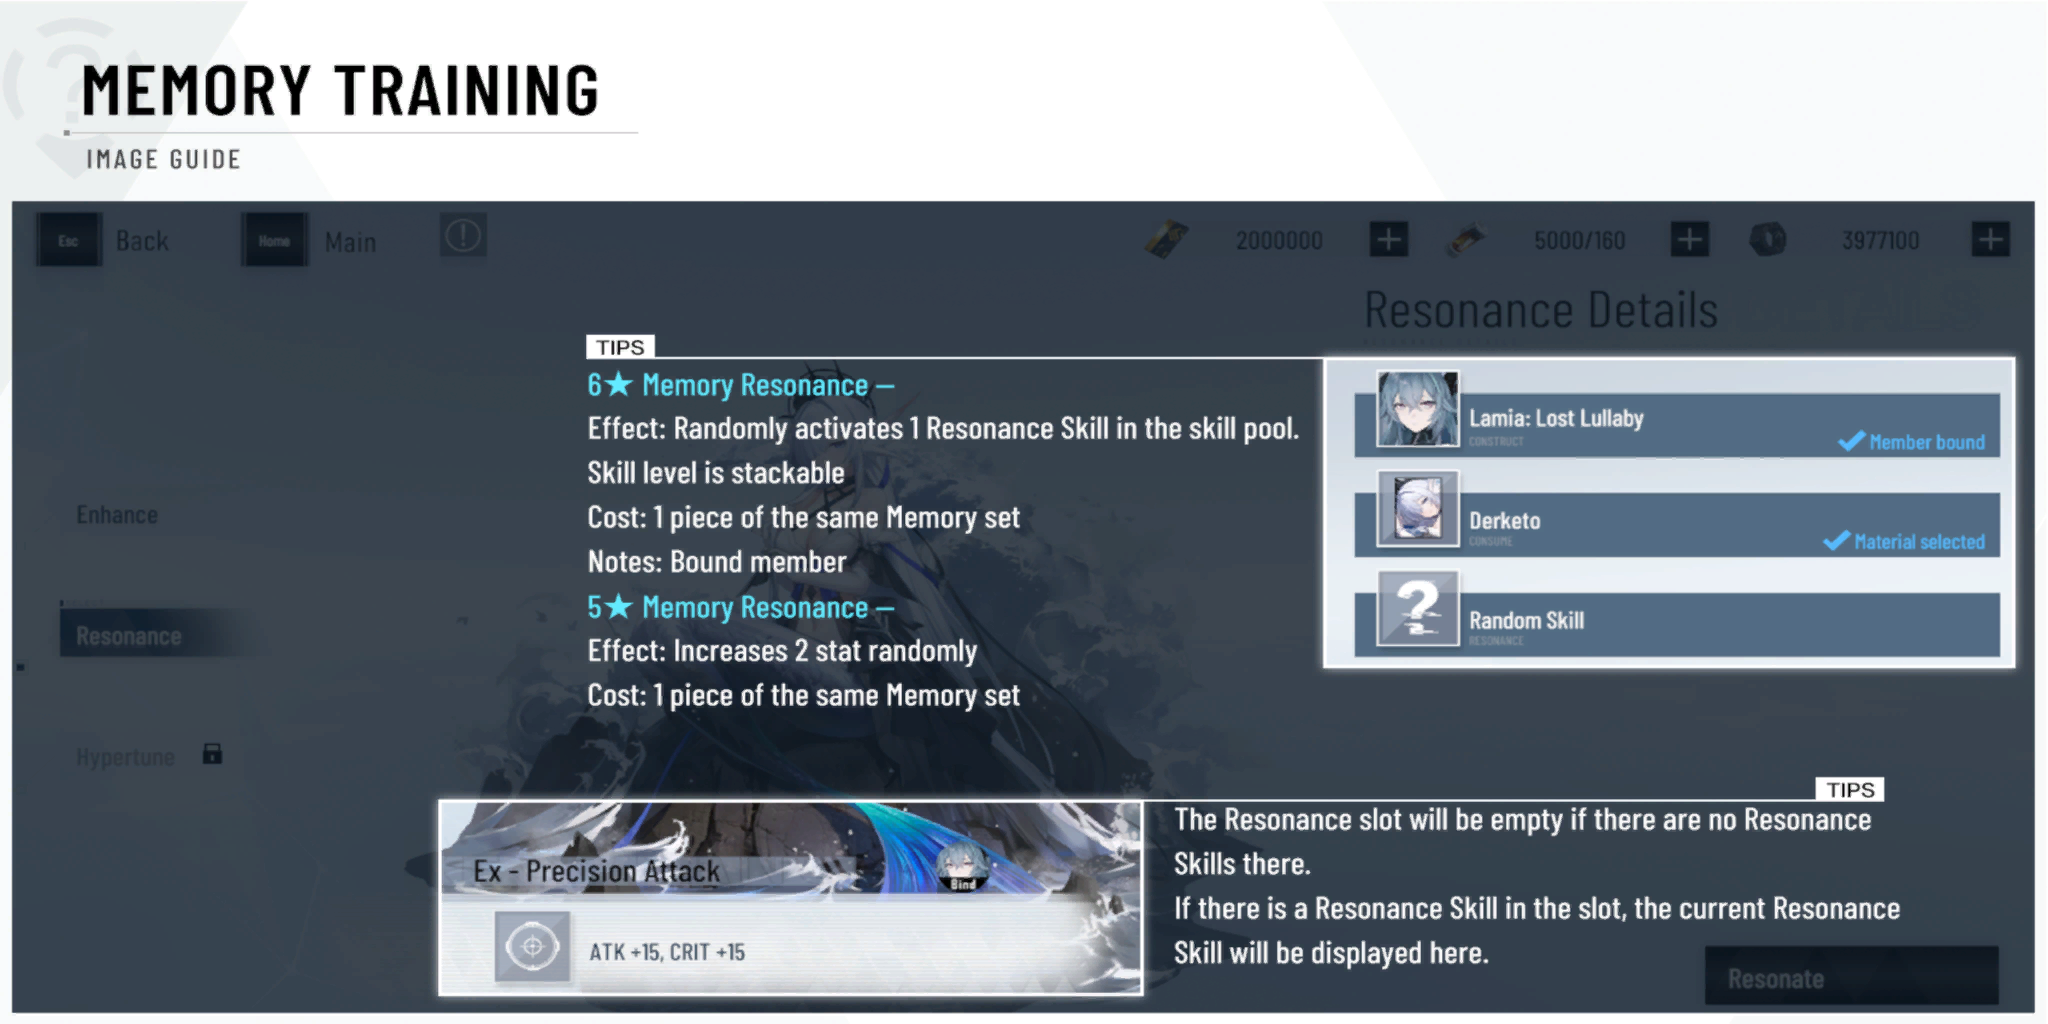 MEMORY TRAINING
IMAGE GUIDE
Esc Back Home Main 2000000 5000/160 3977100
Resonance Details
TIPS
6★ Memory Resonance —
Effect: Randomly activates 1 Resonance Skill in the skill pool.
Skill level is stackable
Cost: 1 piece of the same Memory set
Notes: Bound member
5★ Memory Resonance —
Effect: Increases 2 stat randomly
Cost: 1 piece of the same Memory set
Lamia: Lost Lullaby
CONSTRUCT
Member bound
Derketo
CONSUME
Material selected
Random Skill
RESONANCE
Enhance
Resonance
Hypertune
Ex - Precision Attack
Bind
ATK +15, CRIT +15
TIPS
The Resonance slot will be empty if there are no Resonance
Skills there.
If there is a Resonance Skill in the slot, the current Resonance
Skill will be displayed here.
Resonate